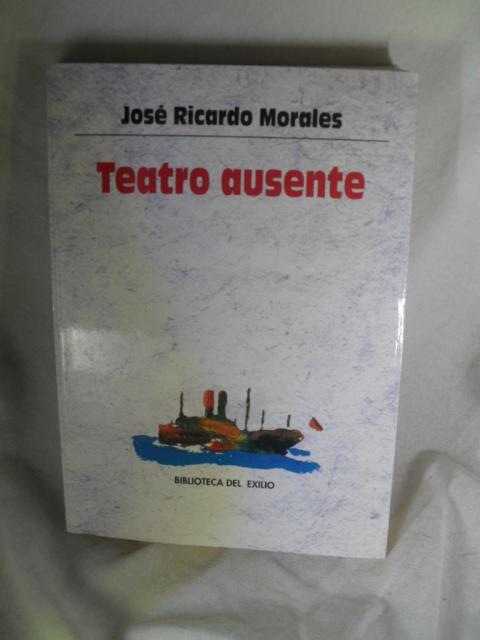 José Ricardo Morales
Teatro ausente
BIBLIOTECA DEL EXILIO